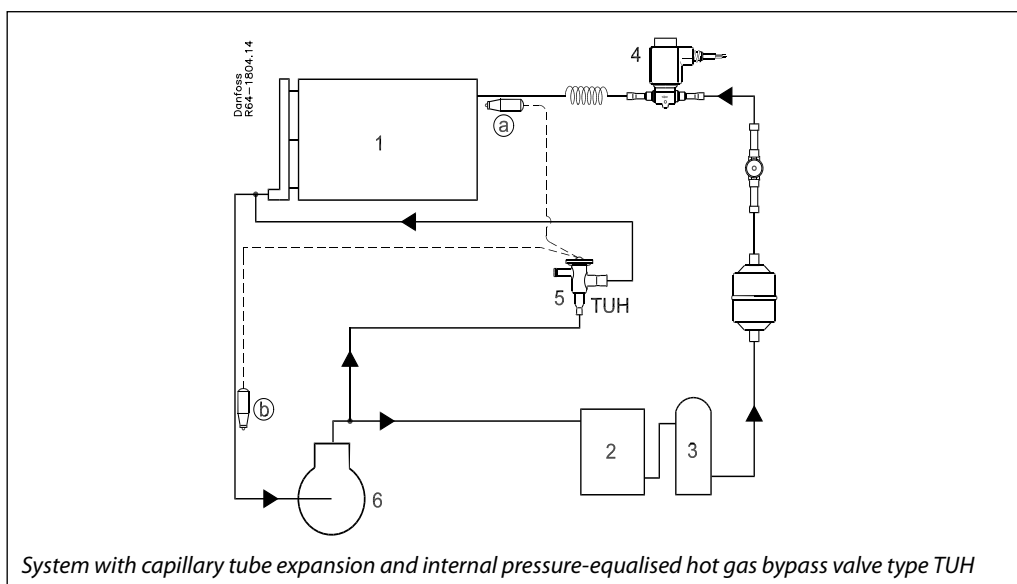 Danfoss
R64-1804.14
4
a
1
5
TUH
b
2
3
6
System with capillary tube expansion and internal pressure-equalised hot gas bypass valve type TUH